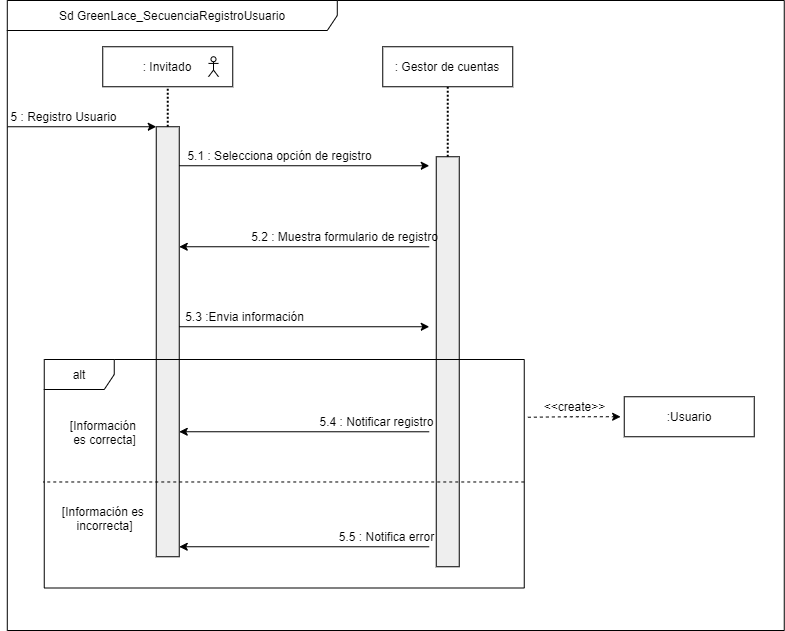 Sd GreenLace_SecuenciaRegistroUsuario
: Invitado
: Gestor de cuentas
5 : Registro Usuario
5.1 : Selecciona opción de registro
5.2 : Muestra formulario de registro
5.3 :Envia información
alt
<<create>>
:Usuario
[Información
es correcta]
5.4 : Notificar registro
[Información es
incorrecta]
5.5 : Notifica error